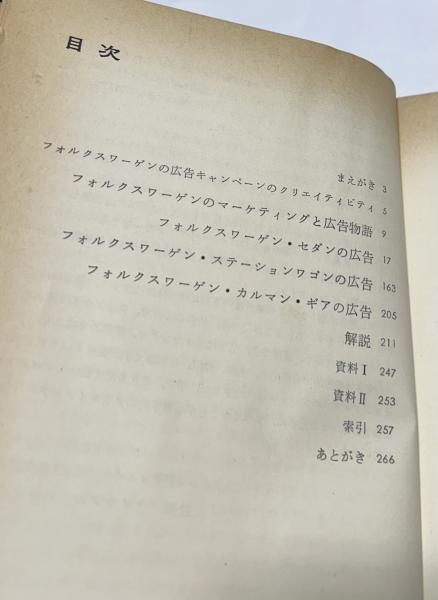 目次
まえがき 3
フォルクスワーゲンの広告キャンペーンのクリエイティビティ 5
フォルクスワーゲンのマーケティングと広告物語 9
フォルクスワーゲン・セダンの広告 17
フォルクスワーゲン・ステーションワゴンの広告 163
フォルクスワーゲン・カルマン・ギアの広告 205
解説 211
資料Ⅰ 247
資料Ⅱ 253
索引 257
あとがき 266